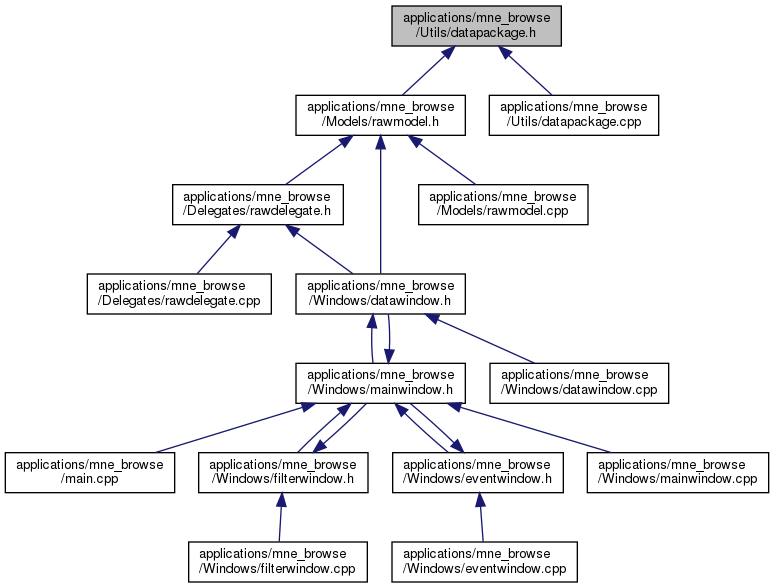 applications/mne_browse
/Utils/datapackage.h
applications/mne_browse
/Models/rawmodel.h
applications/mne_browse
/Utils/datapackage.cpp
applications/mne_browse
/Delegates/rawdelegate.h
applications/mne_browse
/Models/rawmodel.cpp
applications/mne_browse
/Delegates/rawdelegate.cpp
applications/mne_browse
/Windows/datawindow.h
applications/mne_browse
/Windows/mainwindow.h
applications/mne_browse
/Windows/datawindow.cpp
applications/mne_browse
/main.cpp
applications/mne_browse
/Windows/filterwindow.h
applications/mne_browse
/Windows/eventwindow.h
applications/mne_browse
/Windows/mainwindow.cpp
applications/mne_browse
/Windows/filterwindow.cpp
applications/mne_browse
/Windows/eventwindow.cpp